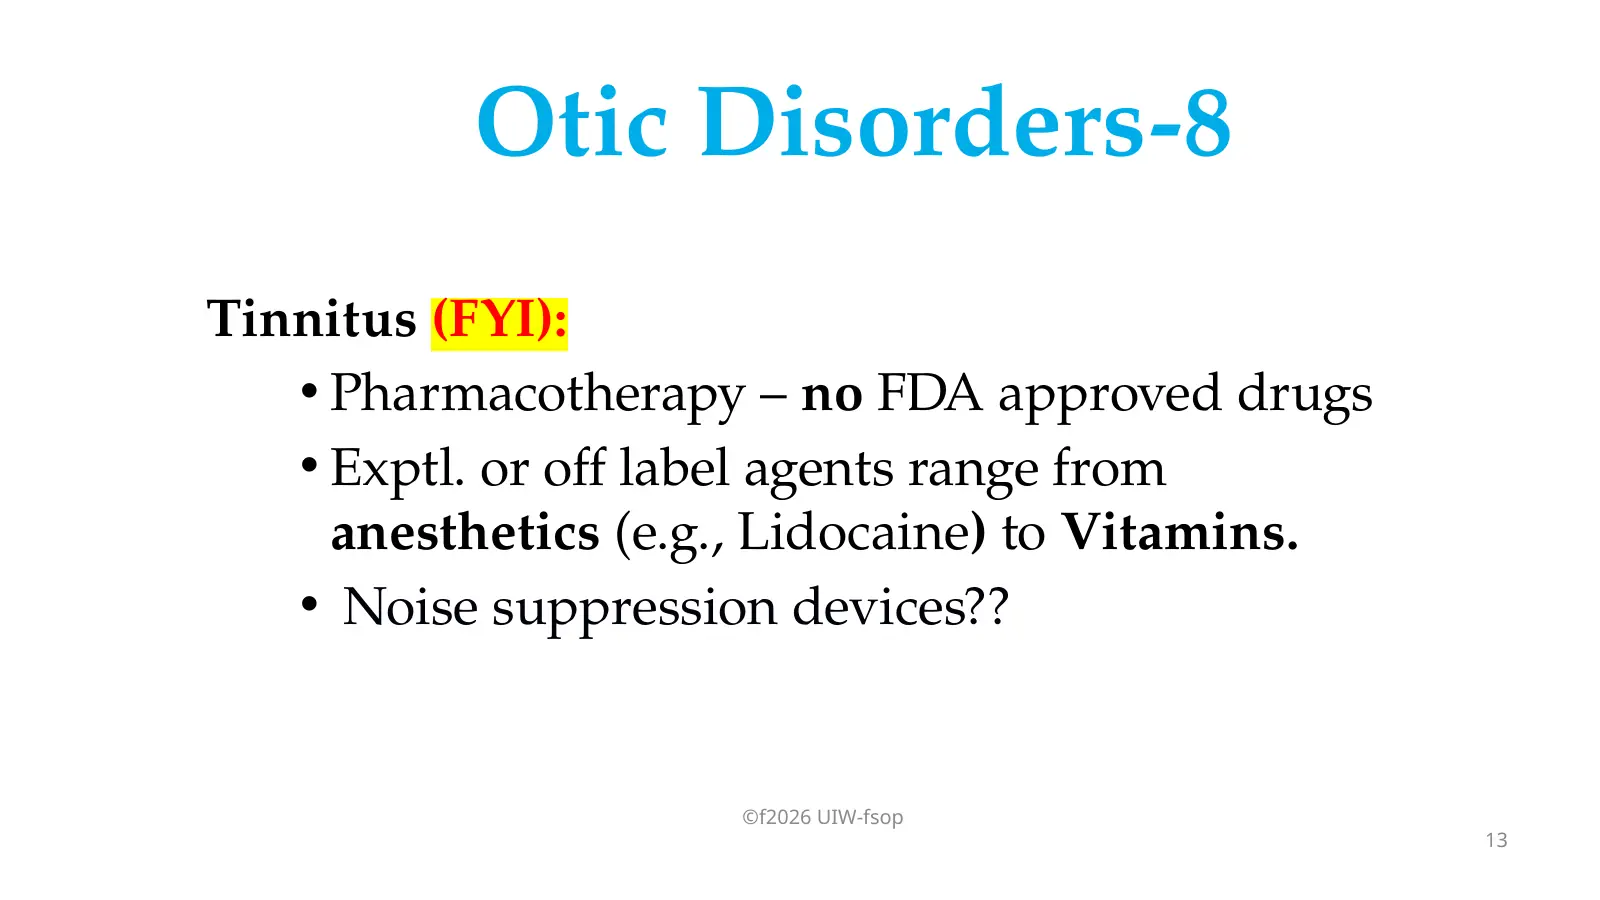 Otic Disorders-8
Tinnitus (FYI):
• Pharmacotherapy – no FDA approved drugs
• Exptl. or off label agents range from
anesthetics (e.g., Lidocaine) to Vitamins.
• Noise suppression devices??
©f2026 UIW-fsop
13